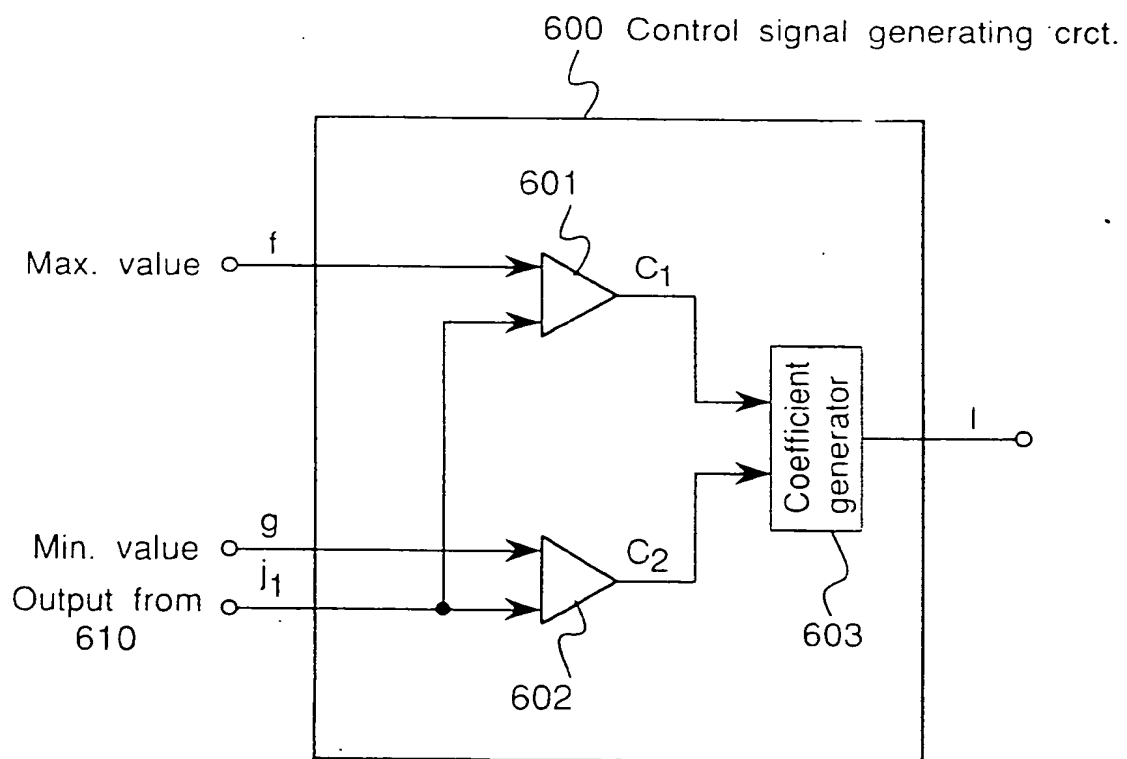 600 Control signal generating crct.
601
f
Max. value
C1
Coefficient
generator
l
g
Min. value
C2
j1
Output from
610
603
602